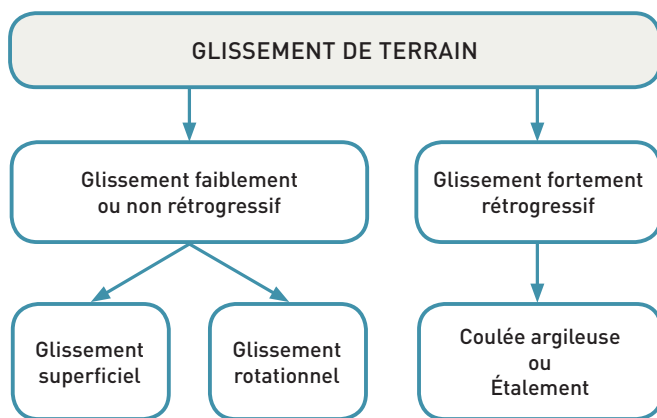 GLISSEMENT DE TERRAIN
Glissement faiblement
ou non rétrogressif
Glissement fortement
rétrogressif
Glissement
superficiel
Glissement
rotationnel
Coulée argileuse
ou
Étalement